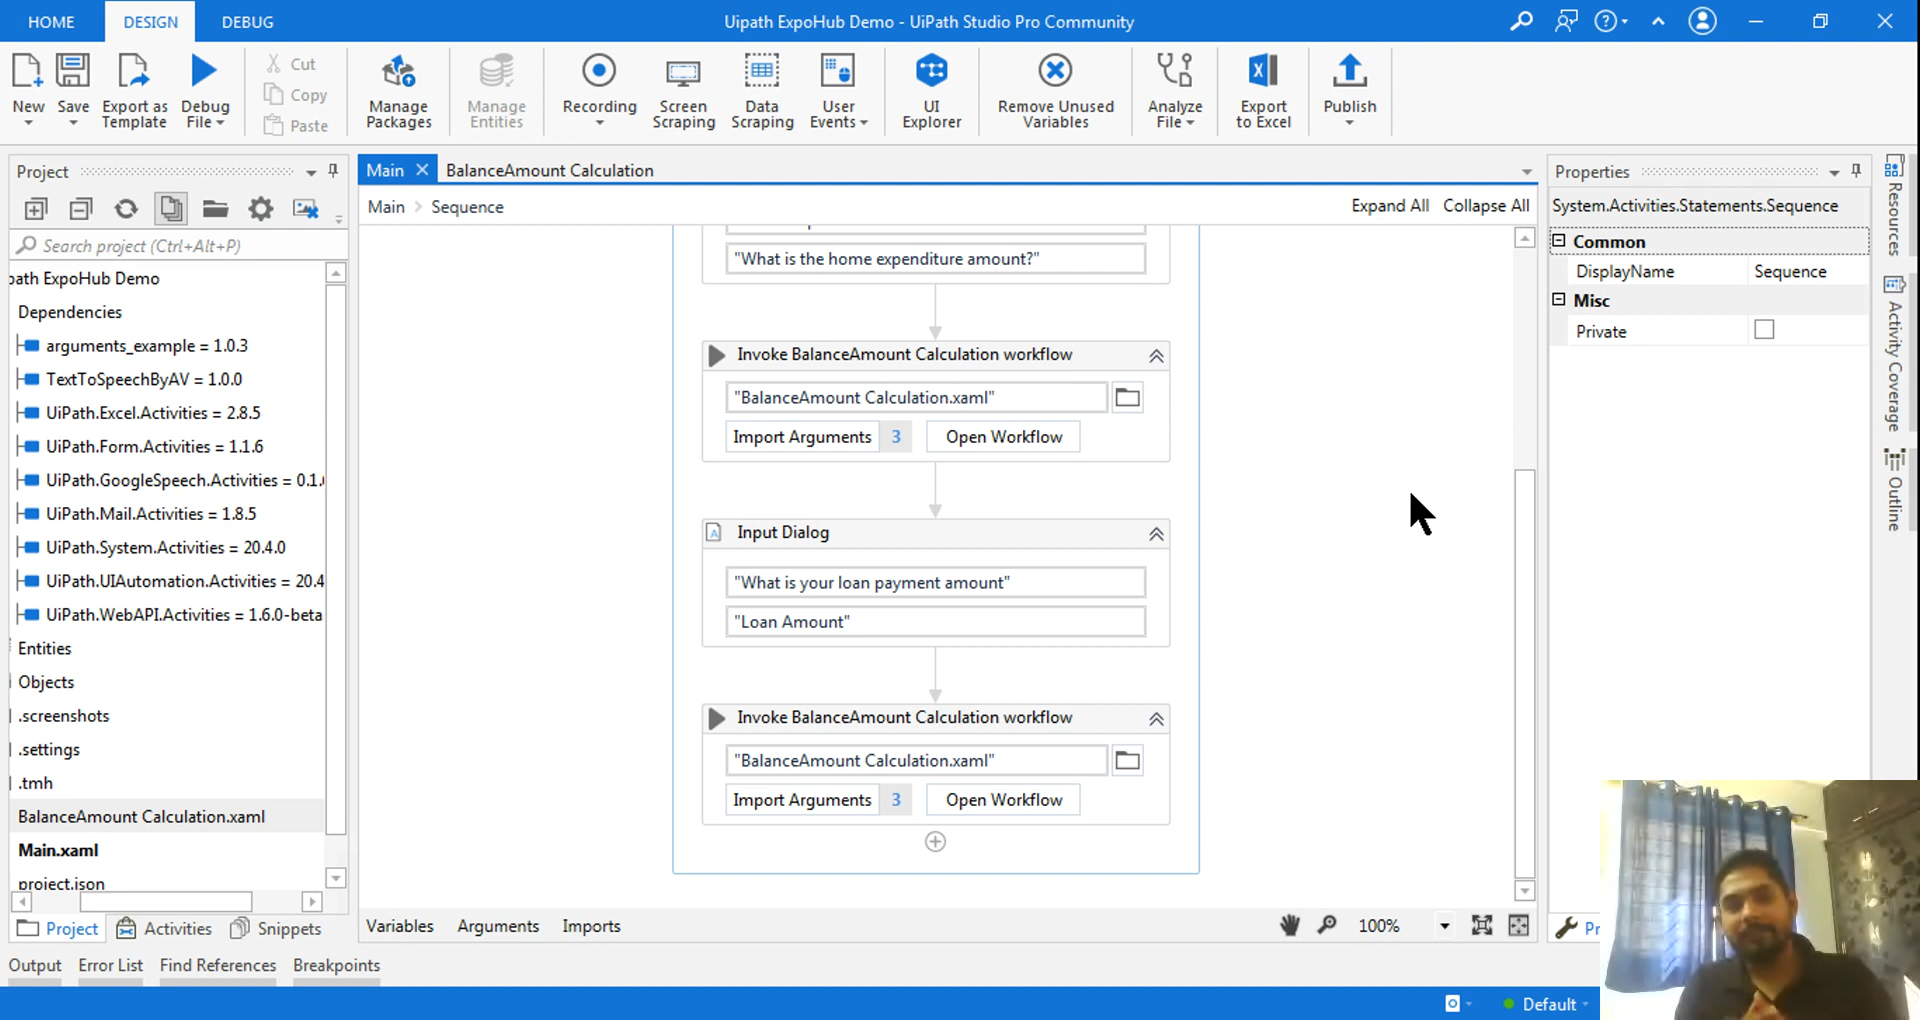 HOME DESIGN DEBUG Uipath ExpoHub Demo - UiPath Studio Pro Community
New Save Export as Template Debug File Cut Copy Paste Manage Packages Manage Entities Recording Screen Scraping Data Scraping User Events UI Explorer Remove Unused Variables Analyze File Export to Excel Publish
Project
Search project (Ctrl+Alt+P)
path ExpoHub Demo
Dependencies
arguments_example = 1.0.3
TextToSpeechByAV = 1.0.0
UiPath.Excel.Activities = 2.8.5
UiPath.Form.Activities = 1.1.6
UiPath.GoogleSpeech.Activities = 0.1.
UiPath.Mail.Activities = 1.8.5
UiPath.System.Activities = 20.4.0
UiPath.UIAutomation.Activities = 20.4
UiPath.WebAPI.Activities = 1.6.0-beta
Entities
Objects
.screenshots
.settings
.tmh
BalanceAmount Calculation.xaml
Main.xaml
project.json
Project Activities Snippets
Main BalanceAmount Calculation
Main > Sequence Expand All Collapse All
"What is the home expenditure amount?"
Invoke BalanceAmount Calculation workflow
"BalanceAmount Calculation.xaml"
Import Arguments 3 Open Workflow
Input Dialog
"What is your loan payment amount"
"Loan Amount"
Invoke BalanceAmount Calculation workflow
"BalanceAmount Calculation.xaml"
Import Arguments 3 Open Workflow
Variables Arguments Imports 100%
Properties
System.Activities.Statements.Sequence
Common
DisplayName Sequence
Misc
Private
Pr
Resources
Activity Coverage
Outline
Output Error List Find References Breakpoints
Default